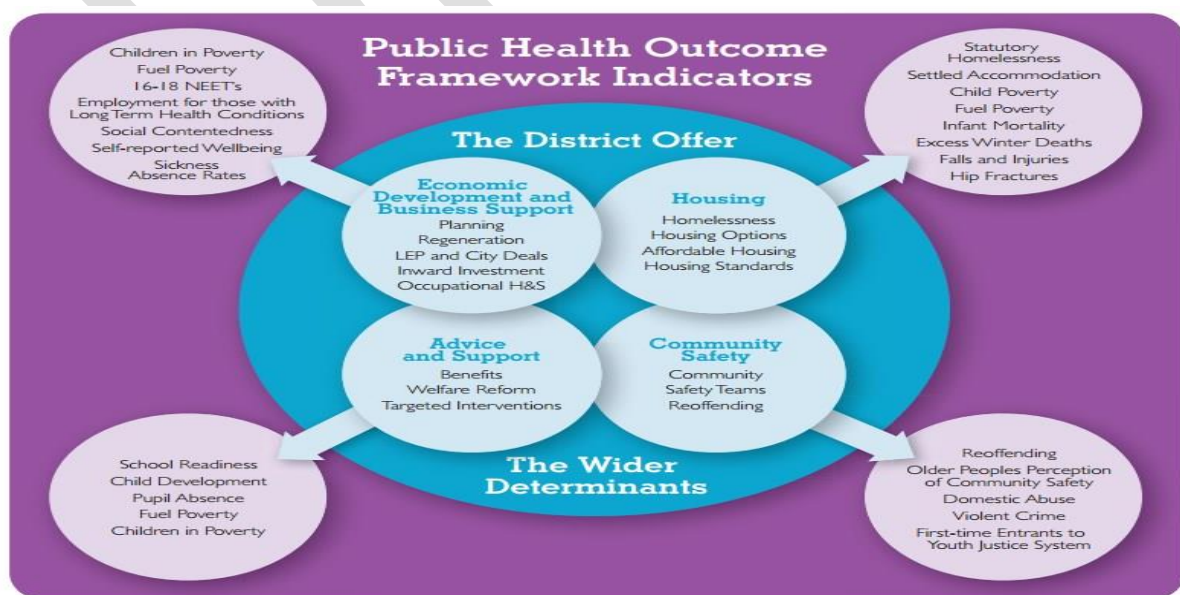 Public Health Outcome
Framework Indicators
Children in Poverty
Fuel Poverty
16-18 NEET's
Employment for those with
Long Term Health Conditions
Social Contentedness
Self-reported Wellbeing
Sickness
Absence Rates
Statutory
Homelessness
Settled Accommodation
Child Poverty
Fuel Poverty
Infant Mortality
Excess Winter Deaths
Falls and Injuries
Hip Fractures
The District Offer
Economic
Development and
Business Support
Planning
Regeneration
LEP and City Deals
Inward Investment
Occupational H&S
Housing
Homelessness
Housing Options
Affordable Housing
Housing Standards
Advice
and Support
Benefits
Welfare Reform
Targeted Interventions
Community
Safety
Community
Safety Teams
Reoffending
The Wider
Determinants
School Readiness
Child Development
Pupil Absence
Fuel Poverty
Children in Poverty
Reoffending
Older Peoples Perception
of Community Safety
Domestic Abuse
Violent Crime
First-time Entrants to
Youth Justice System